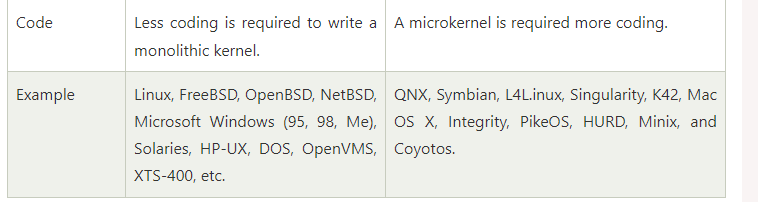 Code
Less coding is required to write a
monolithic kernel.
A microkernel is required more coding.
Example
Linux, FreeBSD, OpenBSD, NetBSD,
Microsoft Windows (95, 98, Me),
Solaries, HP-UX, DOS, OpenVMS,
XTS-400, etc.
QNX, Symbian, L4L.inux, Singularity, K42, Mac
OS X, Integrity, PikeOS, HURD, Minix, and
Coyotos.